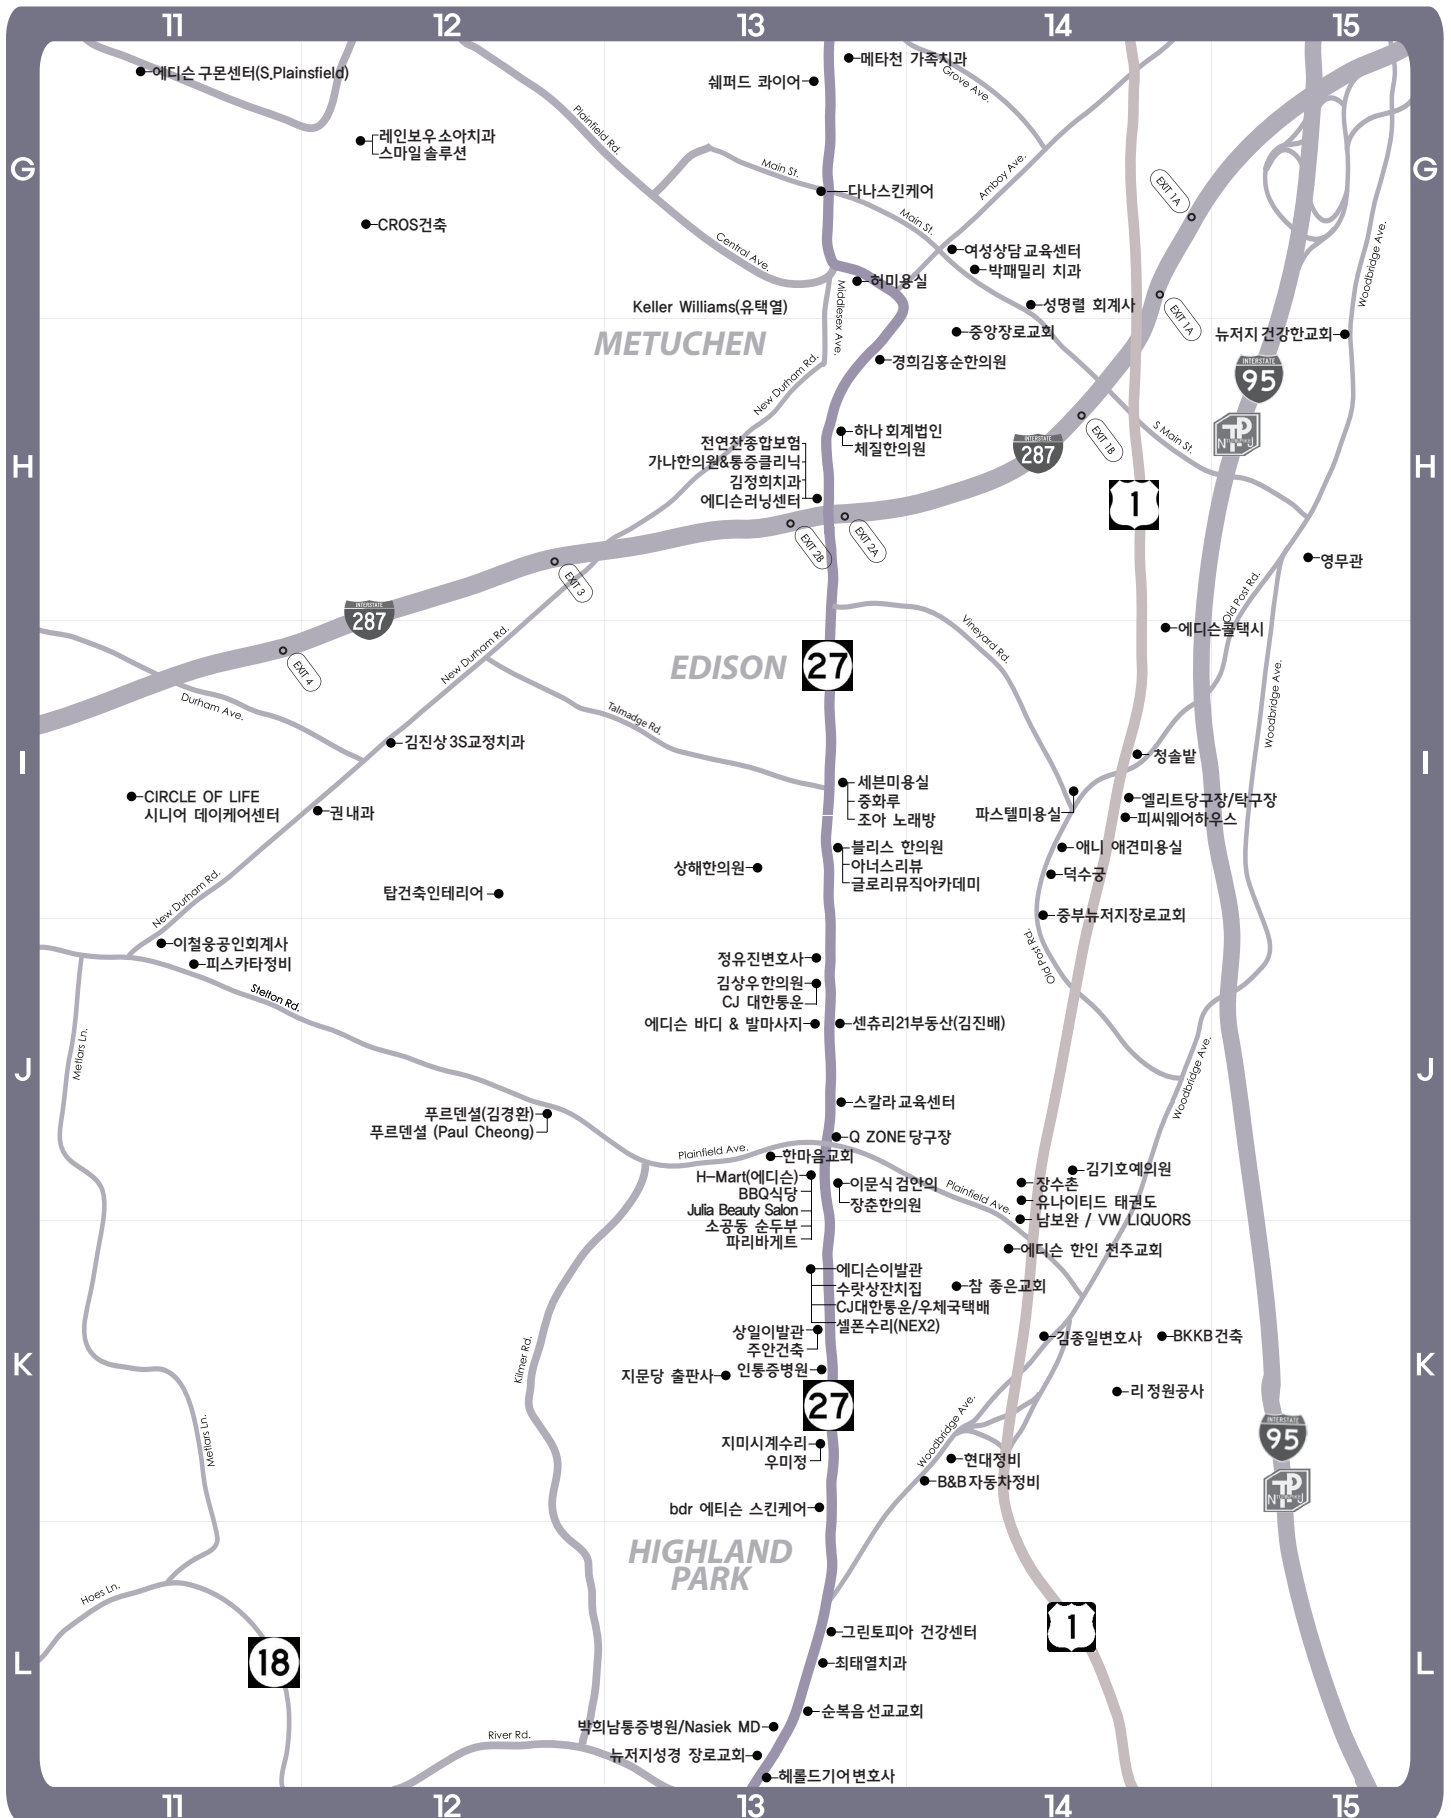 11 12 13 14 15
에디슨 구몬센터(S.Plainsfield)
메타천 가족치과
쉐퍼드 콰이어
Grove Ave.
Plainfield Rd.
레인보우 소아치과
스마일 솔루션
G
G
Main St.
Amboy Ave.
EXIT 1A
다나스킨케어
CROS건축
Main St.
Central Ave.
여성상담 교육센터
박패밀리 치과
Woodbridge Ave.
허미용실
Keller Williams(유택열)
Middlesex Ave.
성명렬 회계사
EXIT 1A
METUCHEN
중앙장로교회
뉴저지 건강한교회
경희김홍순한의원
New Durham Rd.
INTERSTATE
95
하나 회계법인
체질한의원
전연찬종합보험
가나한의원&통증클리닉
김정희치과
에디슨러닝센터
EXIT 1B
S Main St.
INTERSTATE
287
TP
N TURNPIKE J
H
H
1
EXIT 2B
EXIT 2A
영무관
EXIT 3
Old Post Rd.
INTERSTATE
287
에디슨콜택시
Vineyard Rd.
New Durham Rd.
EXIT 4
EDISON
27
Woodbridge Ave.
Durham Ave.
Talmadge Rd.
김진상 3S교정치과
청솔밭
I
I
세븐미용실
중화루
조아 노래방
CIRCLE OF LIFE
시니어 데이케어센터
권내과
파스텔미용실
엘리트당구장/탁구장
피씨웨어하우스
블리스 한의원
아너스리뷰
글로리뮤직아카데미
애니 애견미용실
상해한의원
덕수궁
탑건축인테리어
New Durham Rd.
중부뉴저지장로교회
이철웅공인회계사
피스카타정비
Old Post Rd.
정유진변호사
김상우한의원
CJ 대한통운
Stelton Rd.
에디슨 바디 & 발마사지
센츄리21부동산(김진배)
Metlars Ln.
J
J
Woodbridge Ave.
스칼라 교육센터
푸르덴셜(김경환)
푸르덴셜 (Paul Cheong)
Q ZONE 당구장
Plainfield Ave.
한마음교회
H-Mart(에디슨)
BBQ식당
Julia Beauty Salon
소공동 순두부
파리바게트
이문식 검안의
장춘한의원
Plainfield Ave.
김기호예의원
장수촌
유나이티드 태권도
남보완 / VW LIQUORS
에디슨 한인 천주교회
에디슨이발관
수랏상잔치집
CJ대한통운/우체국택배
셀폰수리(NEX2)
참 좋은교회
상일이발관
주안건축
김종일변호사
BKKB 건축
Kilmer Rd.
K
K
지문당 출판사
인통증병원
리 정원공사
27
Woodbridge Ave.
Metlars Ln.
INTERSTATE
95
지미시계수리
우미정
현대정비
B&B 자동차정비
TP
N TURNPIKE J
bdr 에티슨 스킨케어
HIGHLAND
PARK
Hoes Ln.
그린토피아 건강센터
1
18
최태열치과
L
L
순복음선교교회
박희남통증병원/Nasiek MD
River Rd.
뉴저지성경 장로교회
헤롤드기어변호사
11 12 13 14 15